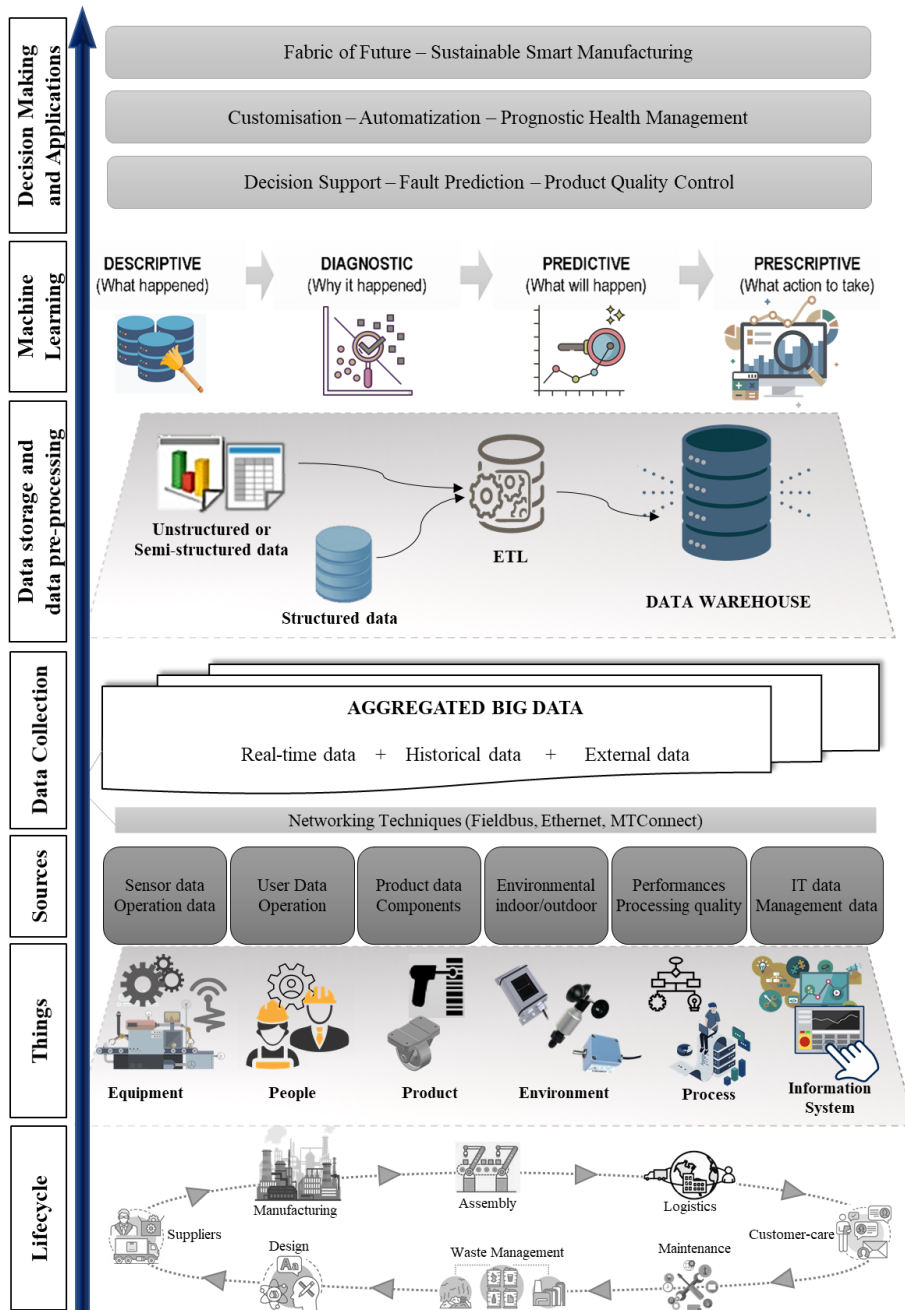 Decision Making
and Applications
Fabric of Future – Sustainable Smart Manufacturing
Customisation – Automatization – Prognostic Health Management
Decision Support – Fault Prediction – Product Quality Control
Machine
Learning
DESCRIPTIVE
(What happened)
DIAGNOSTIC
(Why it happened)
PREDICTIVE
(What will happen)
PRESCRIPTIVE
(What action to take)
Data storage and
data pre-processing
Unstructured or
Semi-structured data
Structured data
ETL
DATA WAREHOUSE
Data Collection
AGGREGATED BIG DATA
Real-time data + Historical data + External data
Networking Techniques (Fieldbus, Ethernet, MTConnect)
Sources
Sensor data
Operation data
User Data
Operation
Product data
Components
Environmental
indoor/outdoor
Performances
Processing quality
IT data
Management data
Things
Equipment
People
Product
Environment
Process
Information
System
Lifecycle
Suppliers
Manufacturing
Assembly
Logistics
Customer-care
Maintenance
Waste Management
Design
Aa